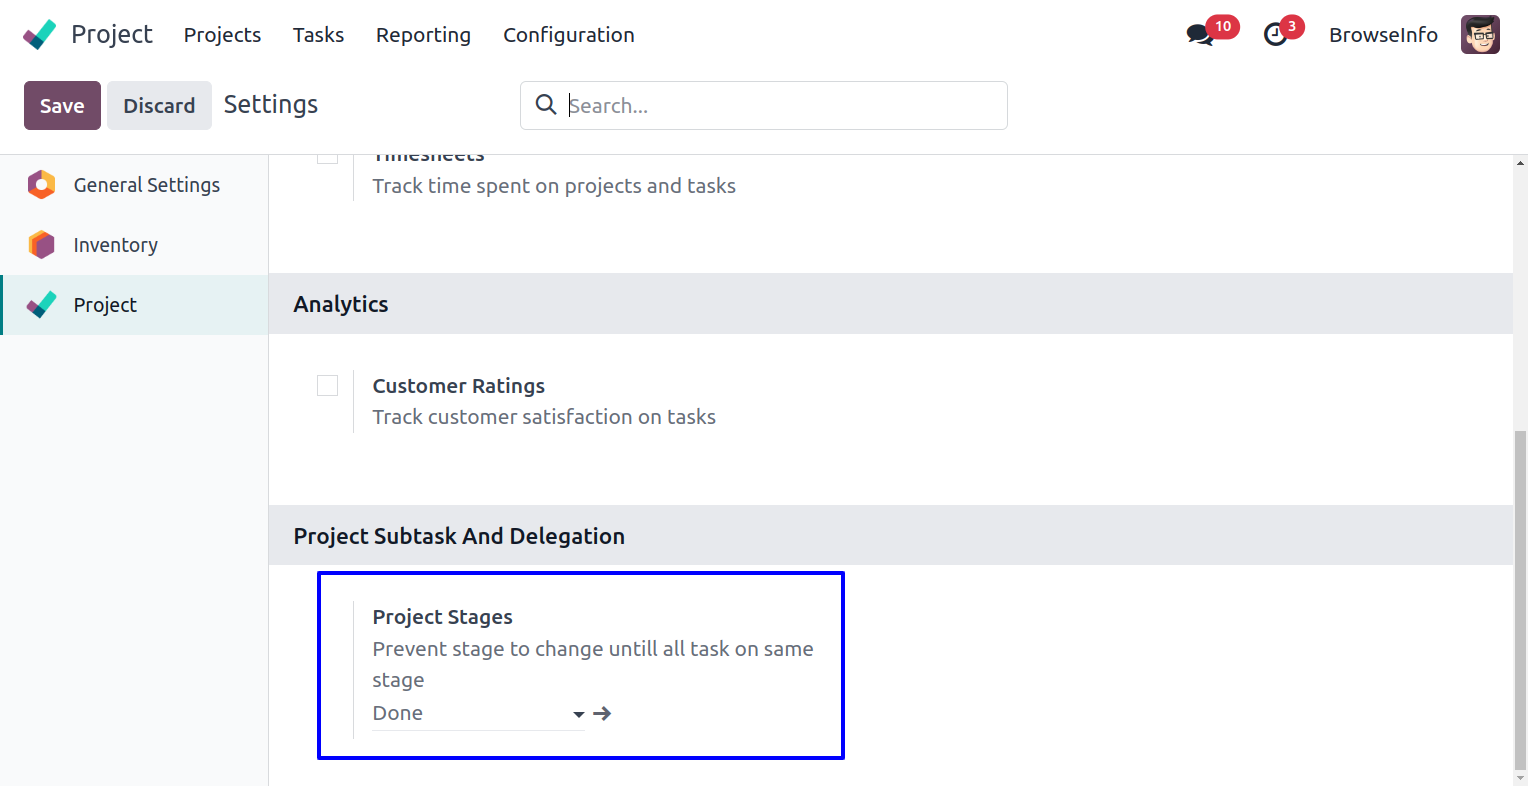 Project Projects Tasks Reporting Configuration 10 3 BrowseInfo
Save Discard Settings Search...
Timesheets
General Settings Track time spent on projects and tasks
Inventory
Project Analytics
Customer Ratings
Track customer satisfaction on tasks
Project Subtask And Delegation
Project Stages
Prevent stage to change untill all task on same
stage
Done